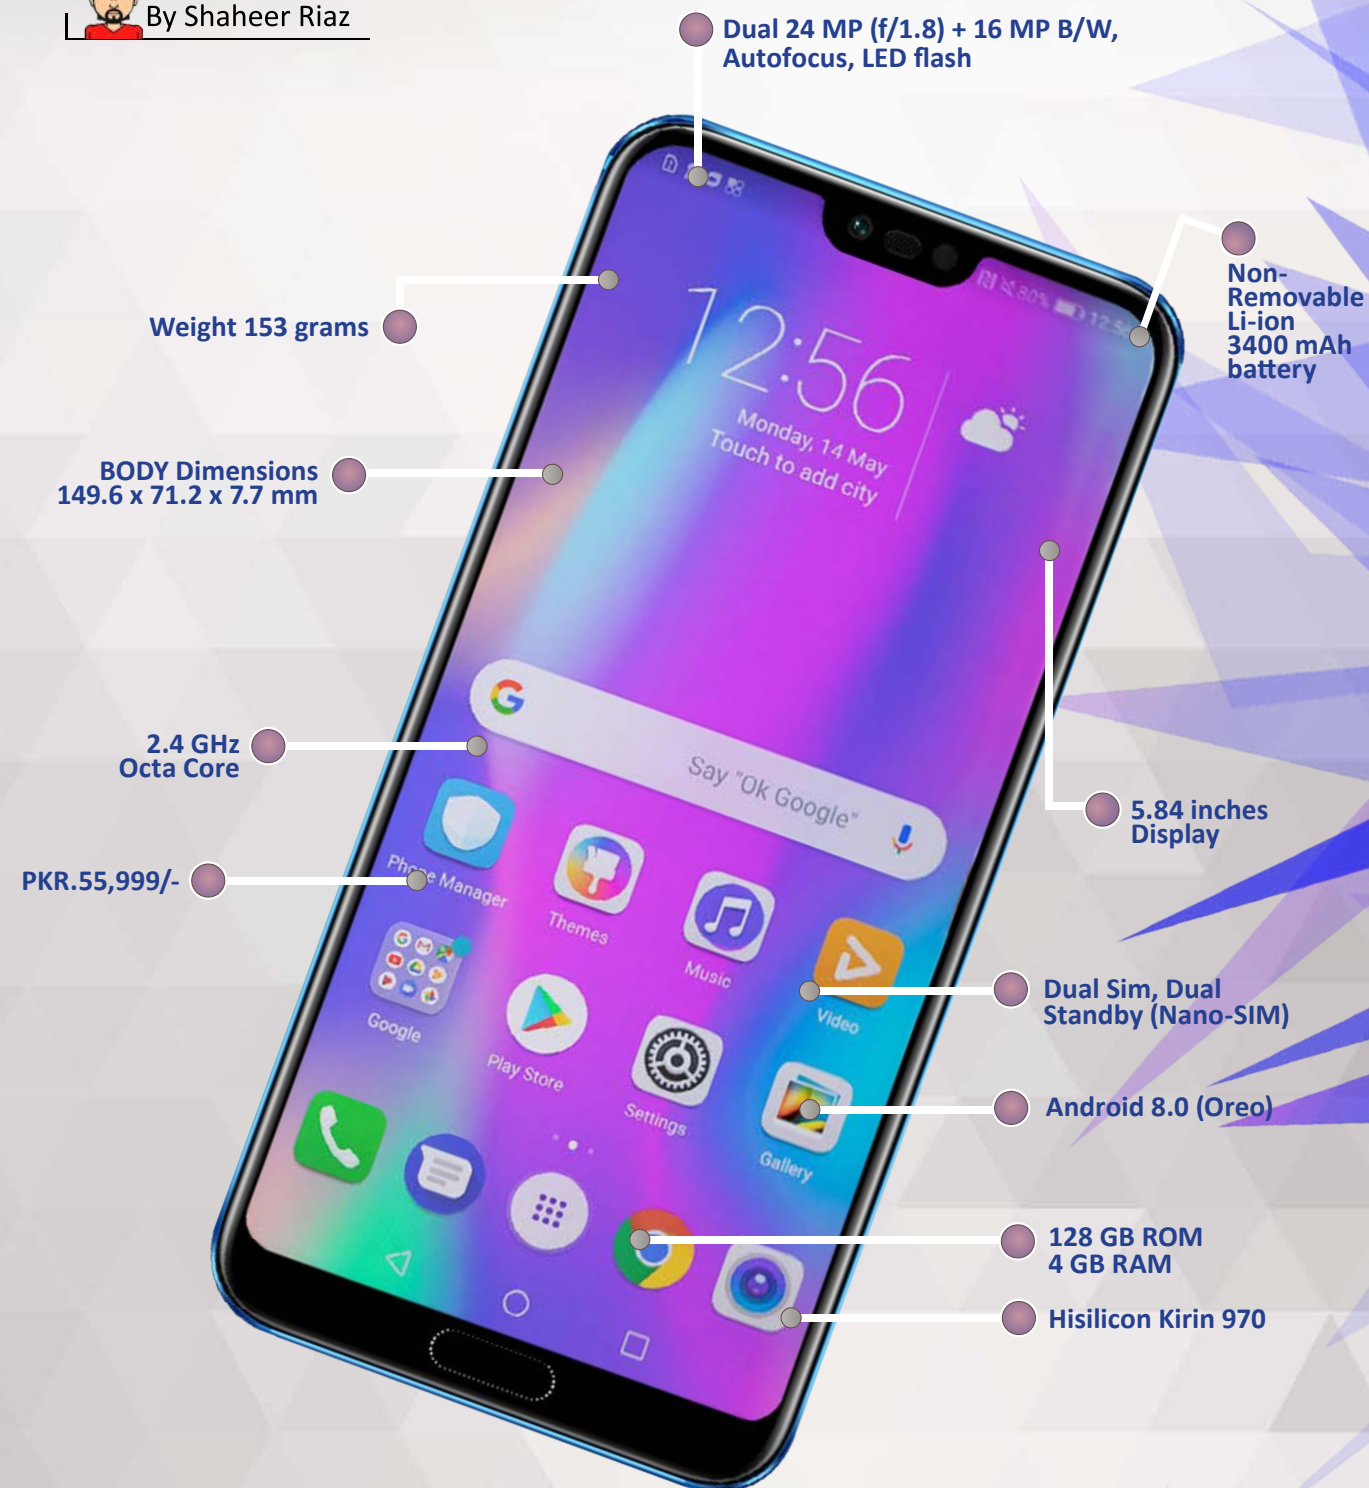 By Shaheer Riaz
Dual 24 MP (f/1.8) + 16 MP B/W,
Autofocus, LED flash
Non-
Removable
Li-ion
3400 mAh
battery
Weight 153 grams
80%
12:56
Monday, 14 May
Touch to add city
BODY Dimensions
149.6 x 71.2 x 7.7 mm
Say "Ok Google"
2.4 GHz
Octa Core
5.84 inches
Display
PKR.55,999/-
Phone Manager
Themes
Music
Video
Google
Play Store
Settings
Gallery
Dual Sim, Dual
Standby (Nano-SIM)
Android 8.0 (Oreo)
128 GB ROM
4 GB RAM
Hisilicon Kirin 970